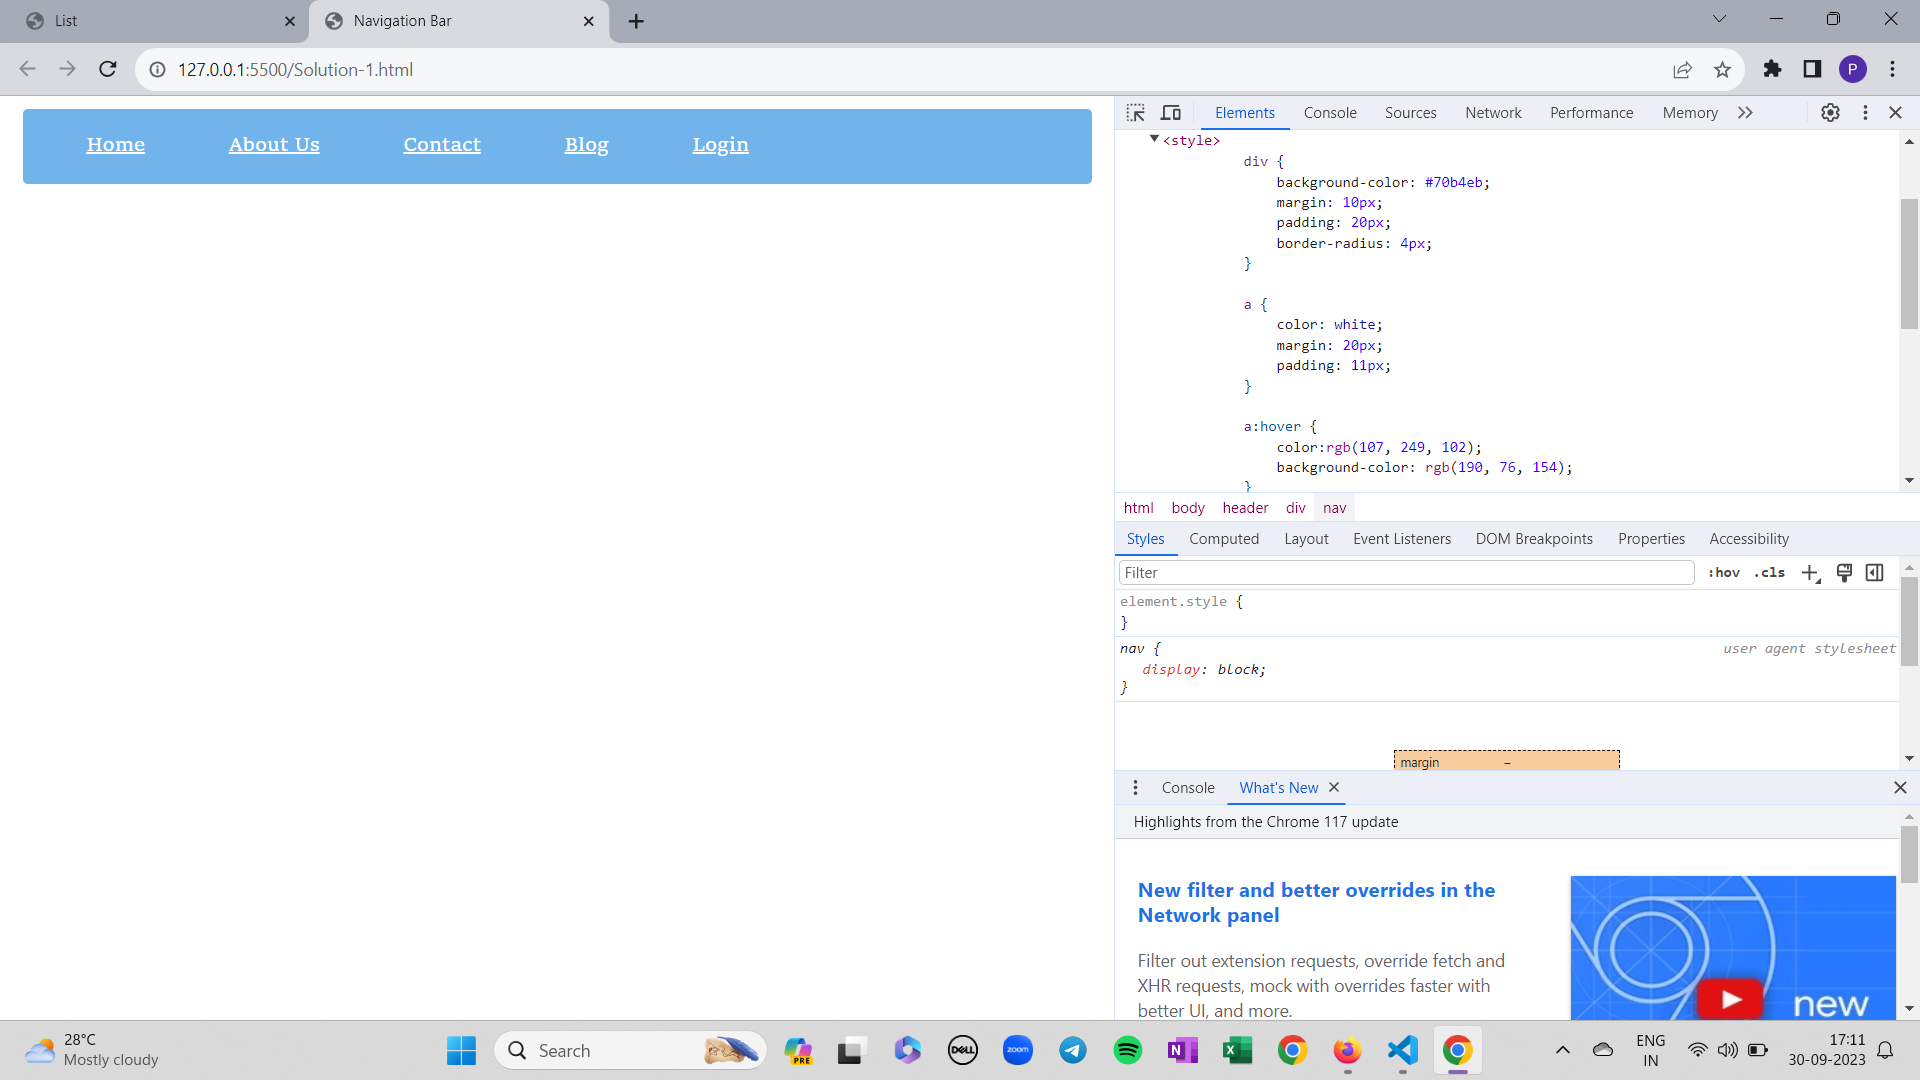 List
Navigation Bar
127.0.0.1:5500/Solution-1.html
P
Home About Us Contact Blog Login
Elements Console Sources Network Performance Memory
<style>
div {
background-color: #70b4eb;
margin: 10px;
padding: 20px;
border-radius: 4px;
}
a {
color: white;
margin: 20px;
padding: 11px;
}
a:hover {
color:rgb(107, 249, 102);
background-color: rgb(190, 76, 154);
}
html body header div nav
Styles Computed Layout Event Listeners DOM Breakpoints Properties Accessibility
Filter :hov .cls
element.style {
}
nav { user agent stylesheet
display: block;
}
margin –
Console What's New
Highlights from the Chrome 117 update
New filter and better overrides in the
Network panel
Filter out extension requests, override fetch and
XHR requests, mock with overrides faster with
better UI, and more.
new
28°C
Mostly cloudy
Search
PRE
DELL
zoom
N
X
ENG
IN
17:11
30-09-2023